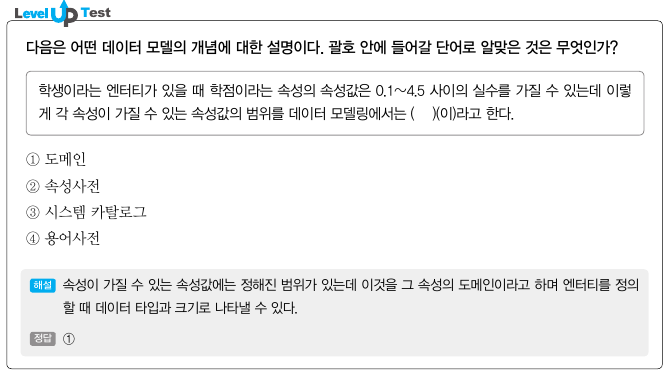 Level Up Test
다음은 어떤 데이터 모델의 개념에 대한 설명이다. 괄호 안에 들어갈 단어로 알맞은 것은 무엇인가?
학생이라는 엔터티가 있을 때 학점이라는 속성의 속성값은 0.1~4.5 사이의 실수를 가질 수 있는데 이렇
게 각 속성이 가질 수 있는 속성값의 범위를 데이터 모델링에서는 (    )(이)라고 한다.
① 도메인
② 속성사전
③ 시스템 카탈로그
④ 용어사전
해설 속성이 가질 수 있는 속성값에는 정해진 범위가 있는데 이것을 그 속성의 도메인이라고 하며 엔터티를 정의
할 때 데이터 타입과 크기로 나타낼 수 있다.
정답 ①